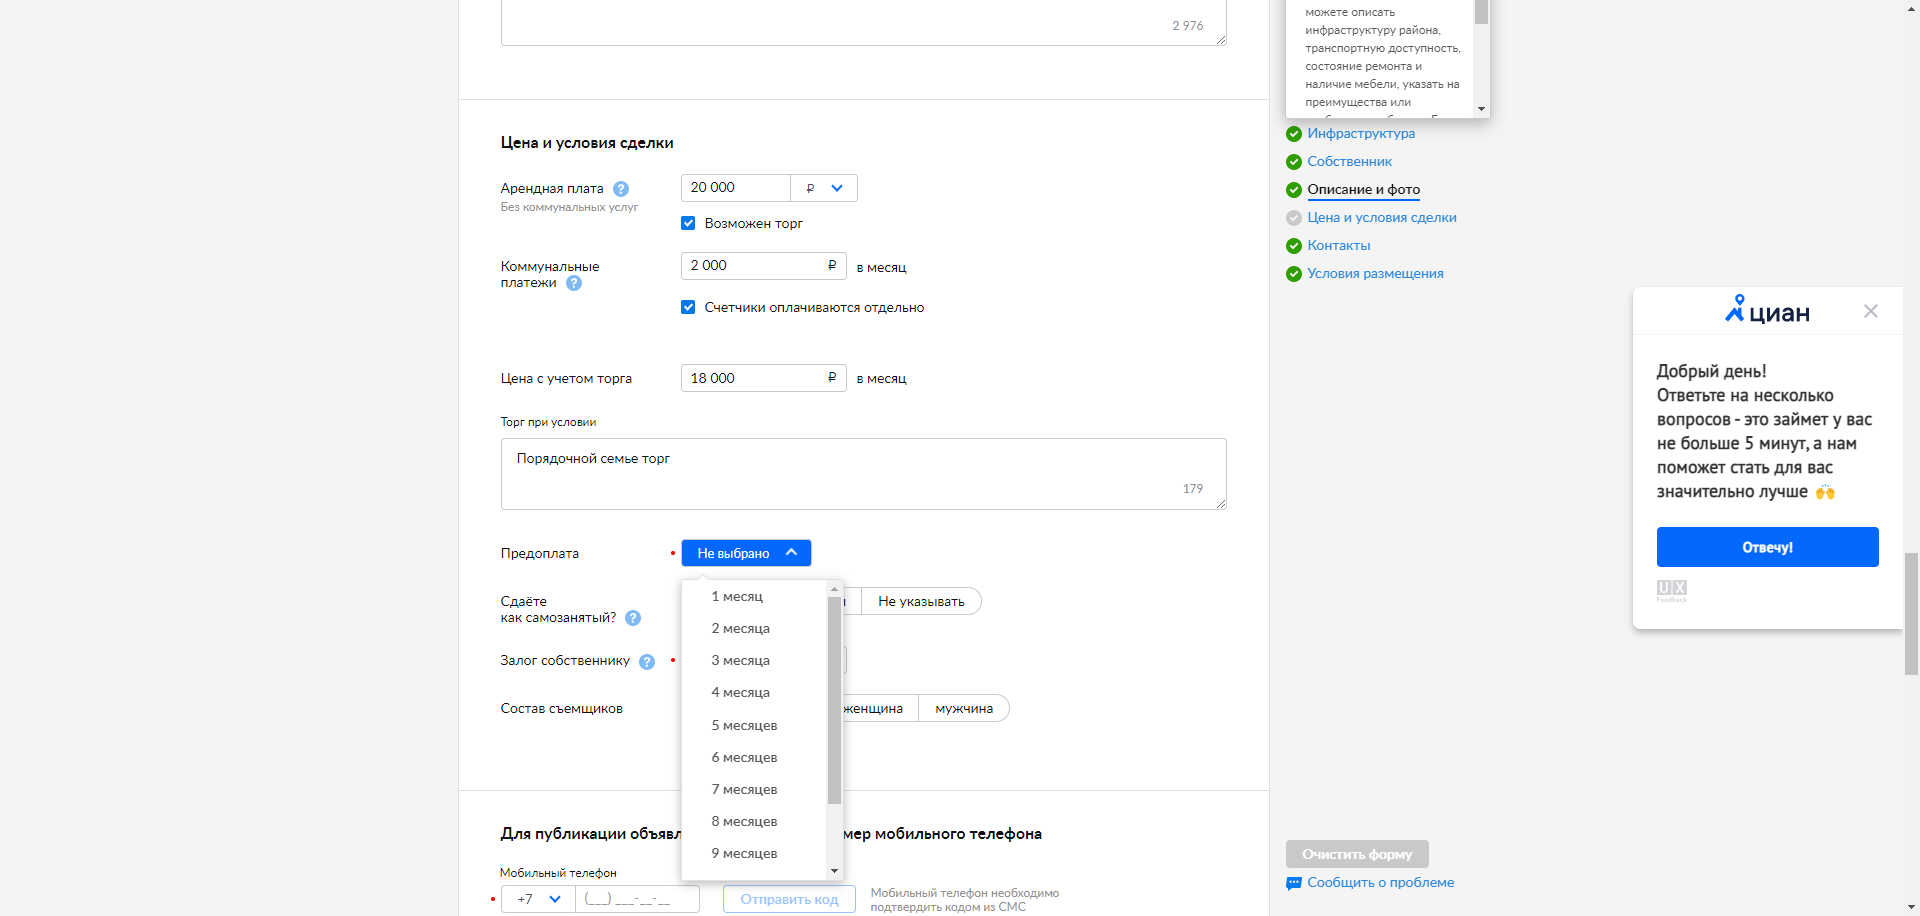 2 976
Цена и условия сделки
Арендная плата
Без коммунальных услуг
20 000 ₽
Возможен торг
Коммунальные
платежи
2 000 ₽ в месяц
Счетчики оплачиваются отдельно
Цена с учетом торга 18 000 ₽ в месяц
Торг при условии
Порядочной семье торг
179
Предоплата Не выбрано
1 месяц
2 месяца
3 месяца
4 месяца
5 месяцев
6 месяцев
7 месяцев
8 месяцев
9 месяцев
Сдаёте
как самозанятый?
Не указывать
Залог собственнику
Состав съемщиков
женщина мужчина
Для публикации объявл
мер мобильного телефона
Мобильный телефон
+7 (___) ___-__-__
Отправить код
Мобильный телефон необходимо
подтвердить кодом из СМС
можете описать
инфраструктуру района,
транспортную доступность,
состояние ремонта и
наличие мебели, указать на
преимущества или
Инфраструктура
Собственник
Описание и фото
Цена и условия сделки
Контакты
Условия размещения
Очистить форму
Сообщить о проблеме
циан
Добрый день!
Ответьте на несколько
вопросов - это займет у вас
не больше 5 минут, а нам
поможет стать для вас
значительно лучше 🙌
Отвечу!
UX
Feedback